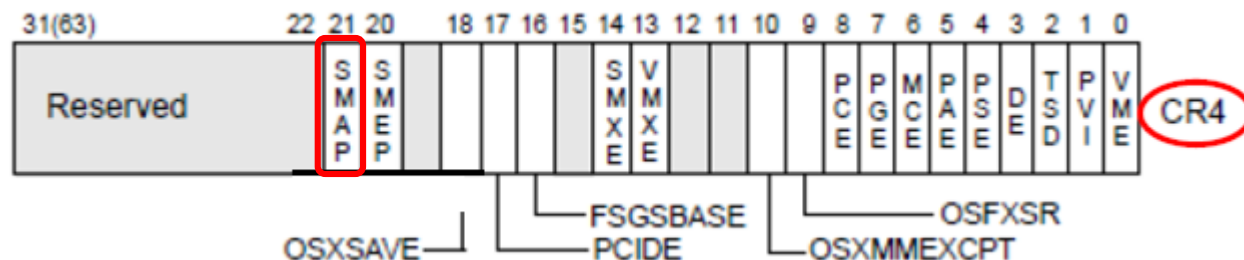 31(63) 22 21 20 18 17 16 15 14 13 12 11 10 9 8 7 6 5 4 3 2 1 0
Reserved SMAP SMEP SMXE VMXE PCE PGE MCE PAE PSE DE TSD PVI VME CR4
FSGSBASE OSFXSR
OSXSAVE PCIDE OSXMMEXCPT